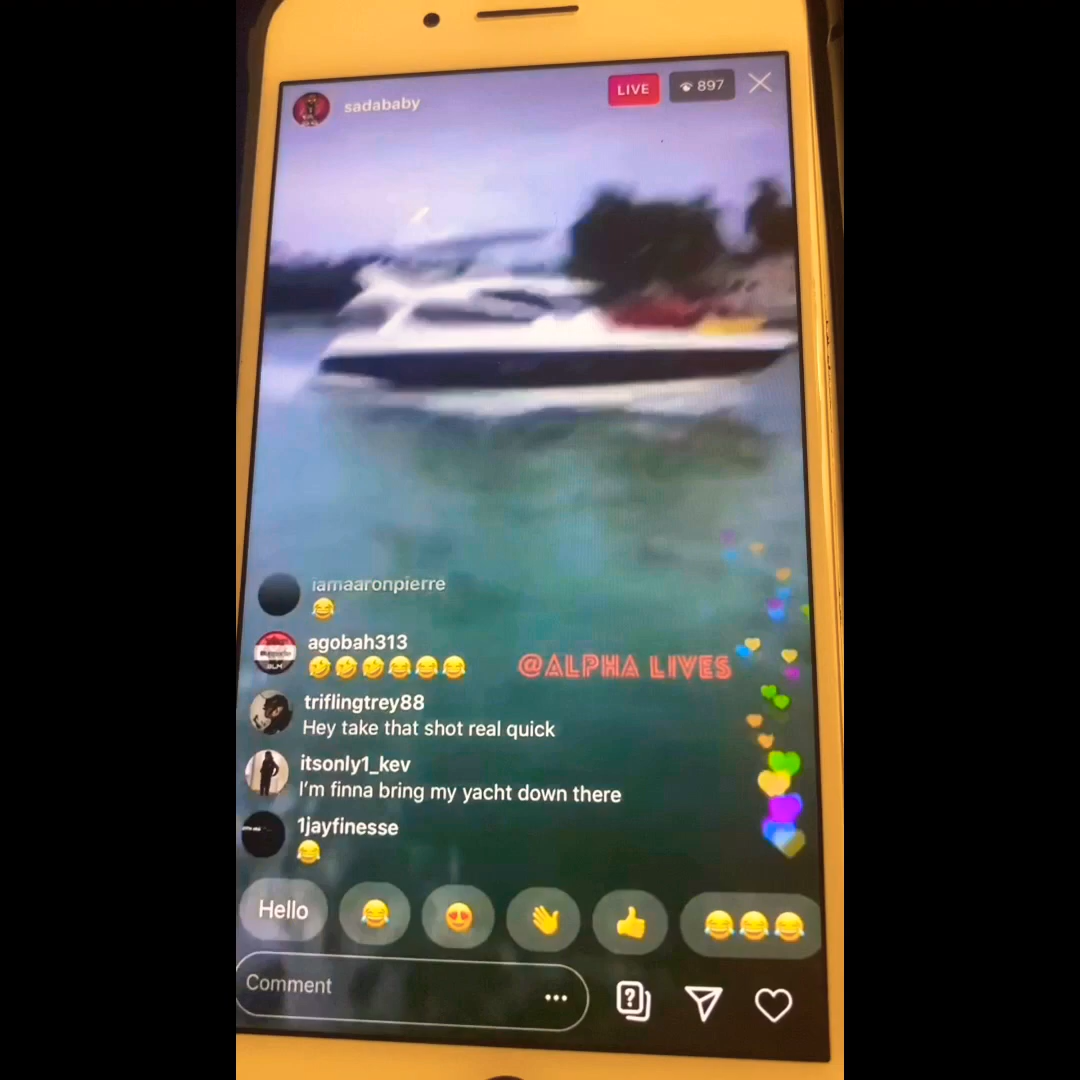 sadababy
LIVE
897
iamaaronpierre
😂
agobah313
🤣🤣🤣😂😂😂
@ALPHA LIVES
triflingtrey88
Hey take that shot real quick
itsonly1_kev
I'm finna bring my yacht down there
1jayfinesse
😂
Hello
😂
😍
👋
👍
😂😂😂
Comment